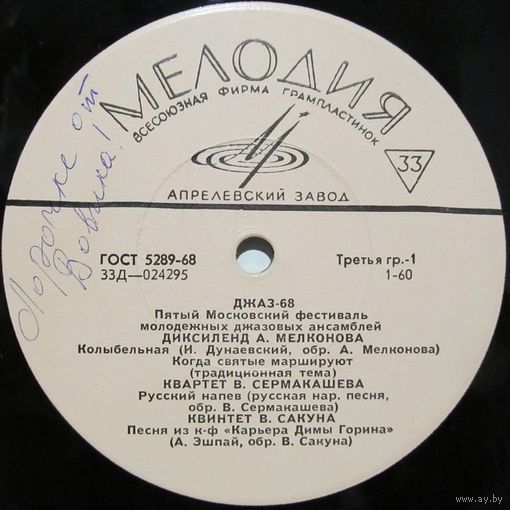 МЕЛОДИЯ
ВСЕСОЮЗНАЯ ФИРМА ГРАМПЛАСТИНОК
33
АПРЕЛЕВСКИЙ ЗАВОД
от
Вовика!
ГОСТ 5289-68 Третья гр.-1
33Д—024295 1-60
ДЖАЗ-68
Пятый Московский фестиваль
молодежных джазовых ансамблей
ДИКСИЛЕНД А. МЕЛКОНОВА
Колыбельная (И. Дунаевский, обр. А. Мелконова)
Когда святые маршируют
(традиционная тема)
КВАРТЕТ В. СЕРМАКАШЕВА
Русский напев (русская нар. песня,
обр. В. Сермакашева)
КВИНТЕТ В. САКУНА
Песня из к-ф «Карьера Димы Горина»
(А. Эшпай, обр. В. Сакуна)
www.ay.by